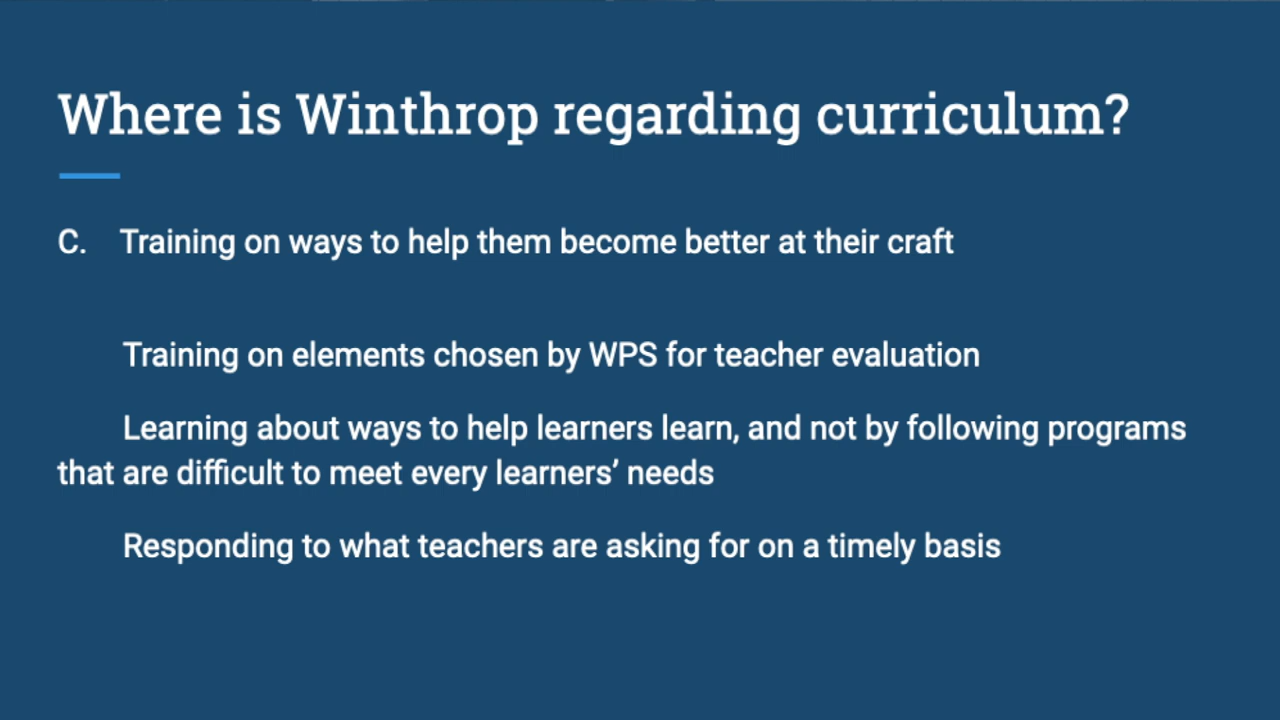 Where is Winthrop regarding curriculum?
C. Training on ways to help them become better at their craft
Training on elements chosen by WPS for teacher evaluation
Learning about ways to help learners learn, and not by following programs
that are difficult to meet every learners’ needs
Responding to what teachers are asking for on a timely basis